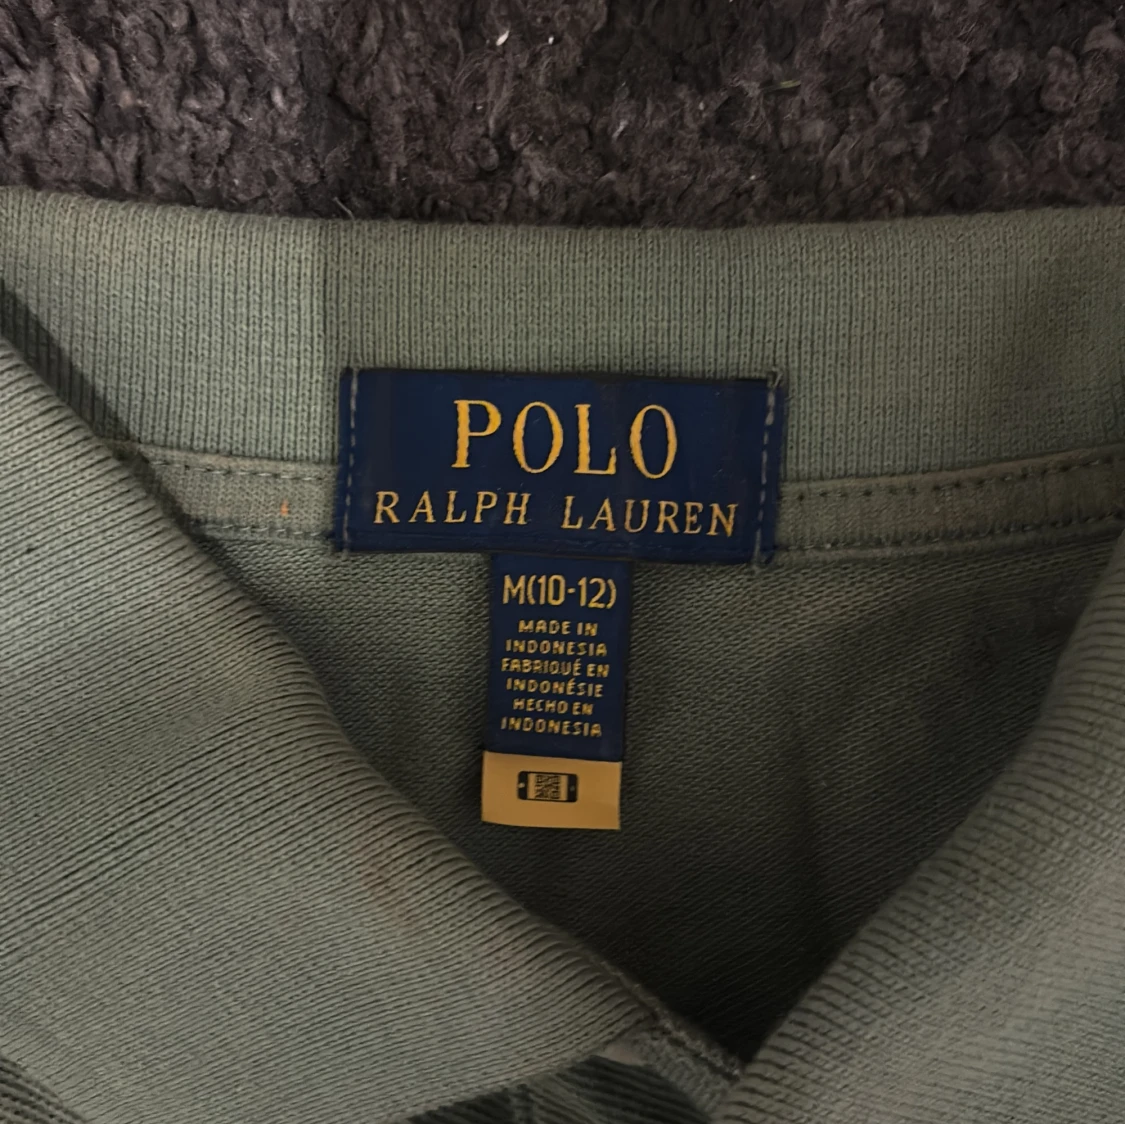 POLO
RALPH LAUREN
M(10-12)
MADE IN
INDONESIA
FABRIQUÉ EN
INDONÉSIE
HECHO EN
INDONESIA